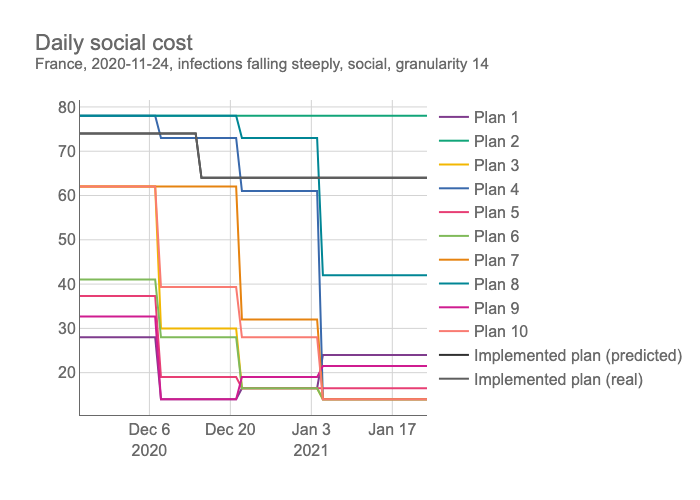 Daily social cost
France, 2020-11-24, infections falling steeply, social, granularity 14
80
70
60
50
40
30
20
Dec 6
2020
Dec 20
Jan 3
2021
Jan 17
Plan 1
Plan 2
Plan 3
Plan 4
Plan 5
Plan 6
Plan 7
Plan 8
Plan 9
Plan 10
Implemented plan (predicted)
Implemented plan (real)